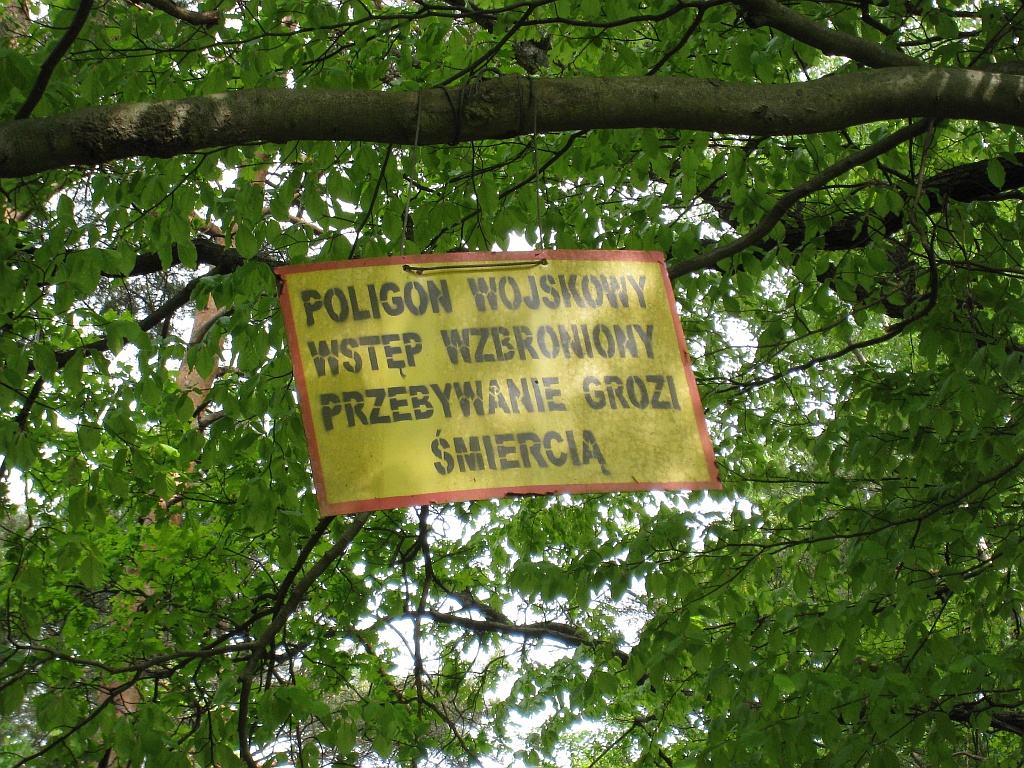 POLIGON WOJSKOWY
WSTĘP WZBRONIONY
PRZEBYWANIE GROZI
ŚMIERCIĄ